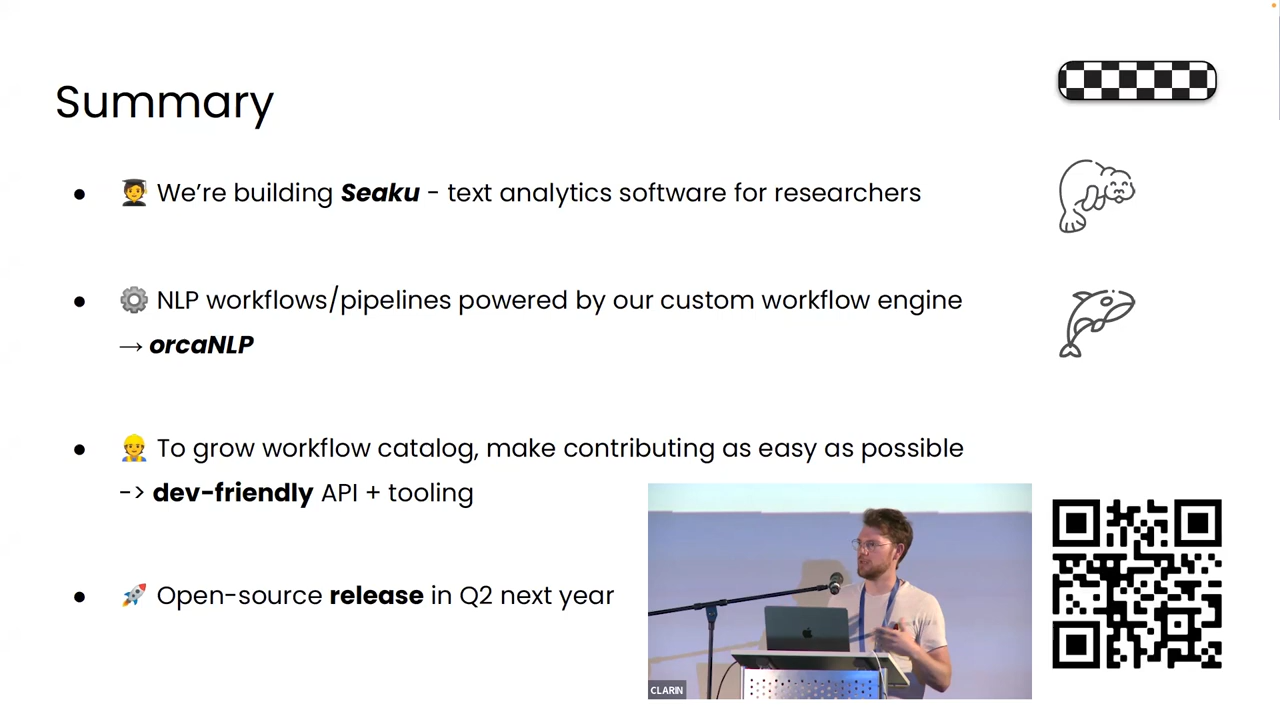 Summary
● 🧑‍🎓 We’re building Seaku - text analytics software for researchers
● ⚙️ NLP workflows/pipelines powered by our custom workflow engine
→ orcaNLP
● 👷 To grow workflow catalog, make contributing as easy as possible
-> dev-friendly API + tooling
● 🚀 Open-source release in Q2 next year
CLARIN